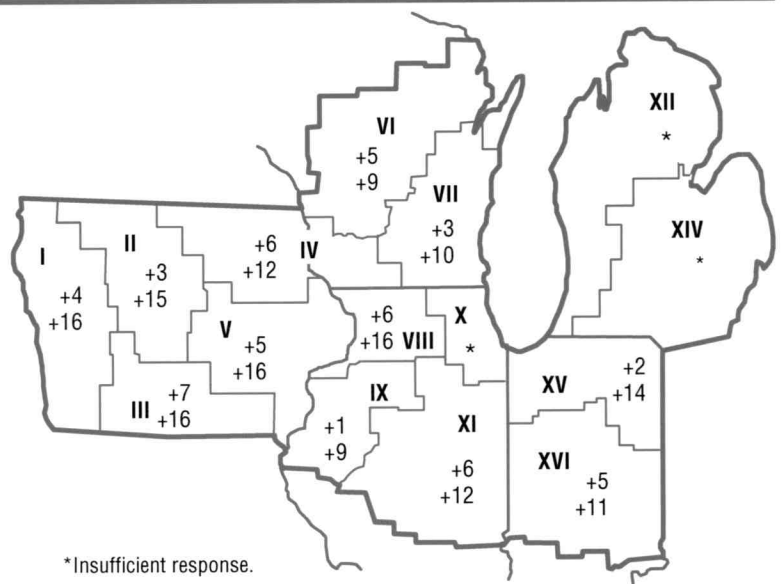 XII
*
VI
+5
+9
VII
+3
+10
XIV
*
I
+4
+16
II
+3
+15
+6
+12
IV
V
+5
+16
+6
+16
VIII
X
*
III
+7
+16
IX
+1
+9
XI
+6
+12
XV
+2
+14
XVI
+5
+11
*Insufficient response.